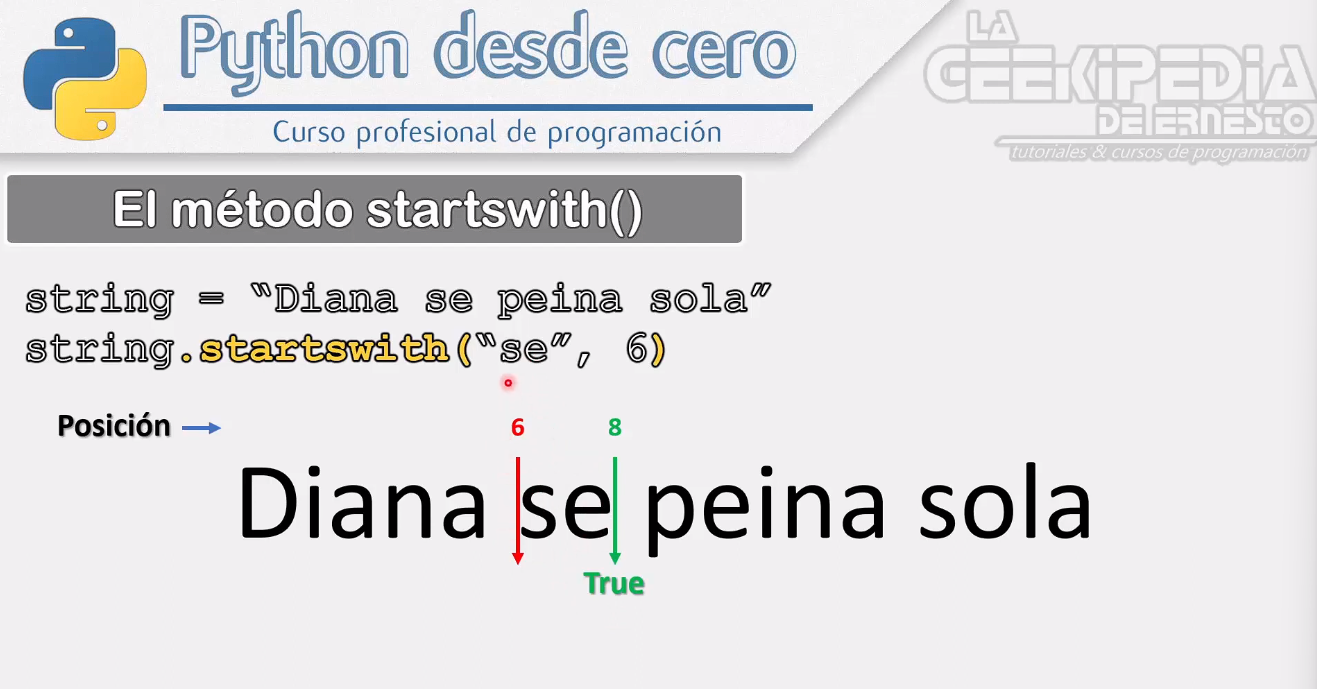 Python desde cero
Curso profesional de programación
LA
GEEKIPEDIA
DE ERNESTO
tutoriales & cursos de programación
El método startswith()
string = “Diana se peina sola”
string.startswith(“se”, 6)
Posición
6 8
Diana se peina sola
True